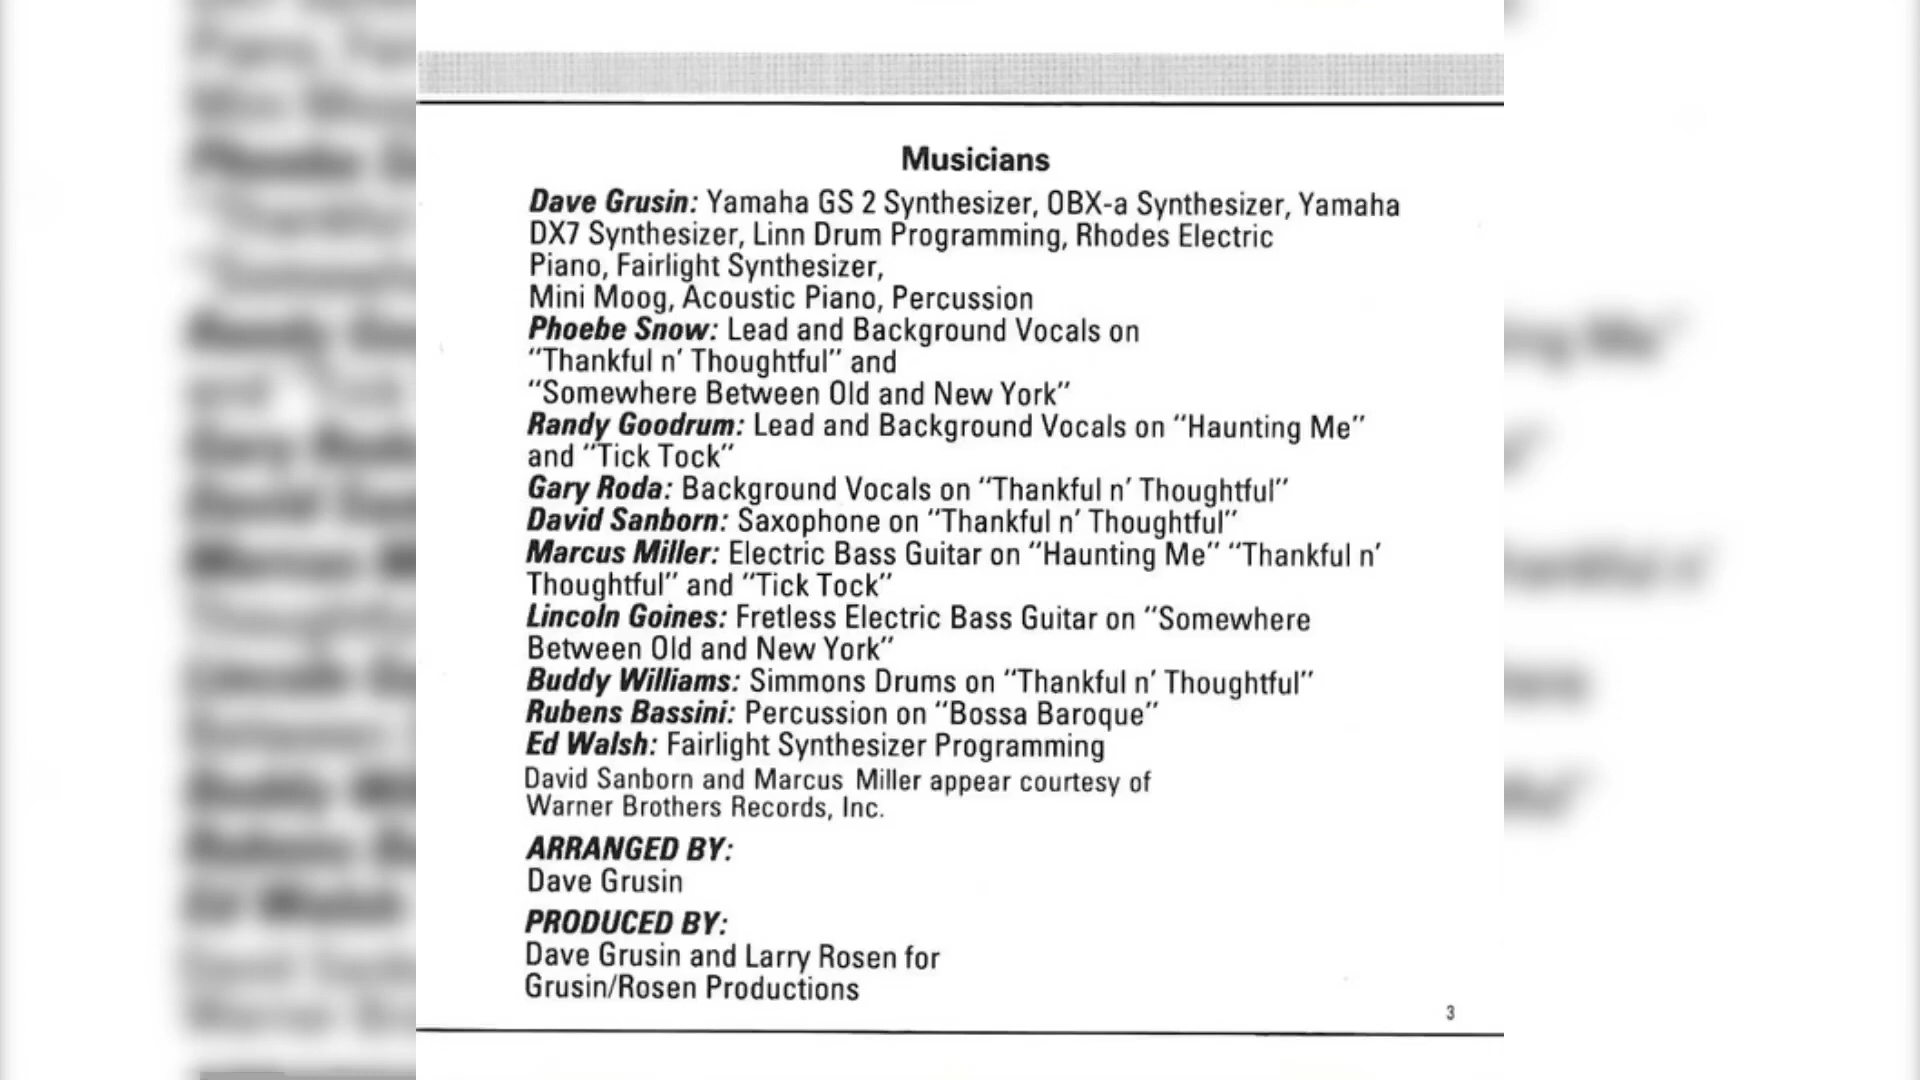 Musicians
Dave Grusin: Yamaha GS 2 Synthesizer, OBX-a Synthesizer, Yamaha
DX7 Synthesizer, Linn Drum Programming, Rhodes Electric
Piano, Fairlight Synthesizer,
Mini Moog, Acoustic Piano, Percussion
Phoebe Snow: Lead and Background Vocals on
“Thankful n’ Thoughtful” and
“Somewhere Between Old and New York”
Randy Goodrum: Lead and Background Vocals on “Haunting Me”
and “Tick Tock”
Gary Roda: Background Vocals on “Thankful n’ Thoughtful”
David Sanborn: Saxophone on “Thankful n’ Thoughtful”
Marcus Miller: Electric Bass Guitar on “Haunting Me” “Thankful n’
Thoughtful” and “Tick Tock”
Lincoln Goines: Fretless Electric Bass Guitar on “Somewhere
Between Old and New York”
Buddy Williams: Simmons Drums on “Thankful n’ Thoughtful”
Rubens Bassini: Percussion on “Bossa Baroque”
Ed Walsh: Fairlight Synthesizer Programming
David Sanborn and Marcus Miller appear courtesy of
Warner Brothers Records, Inc.
ARRANGED BY:
Dave Grusin
PRODUCED BY:
Dave Grusin and Larry Rosen for
Grusin/Rosen Productions
3